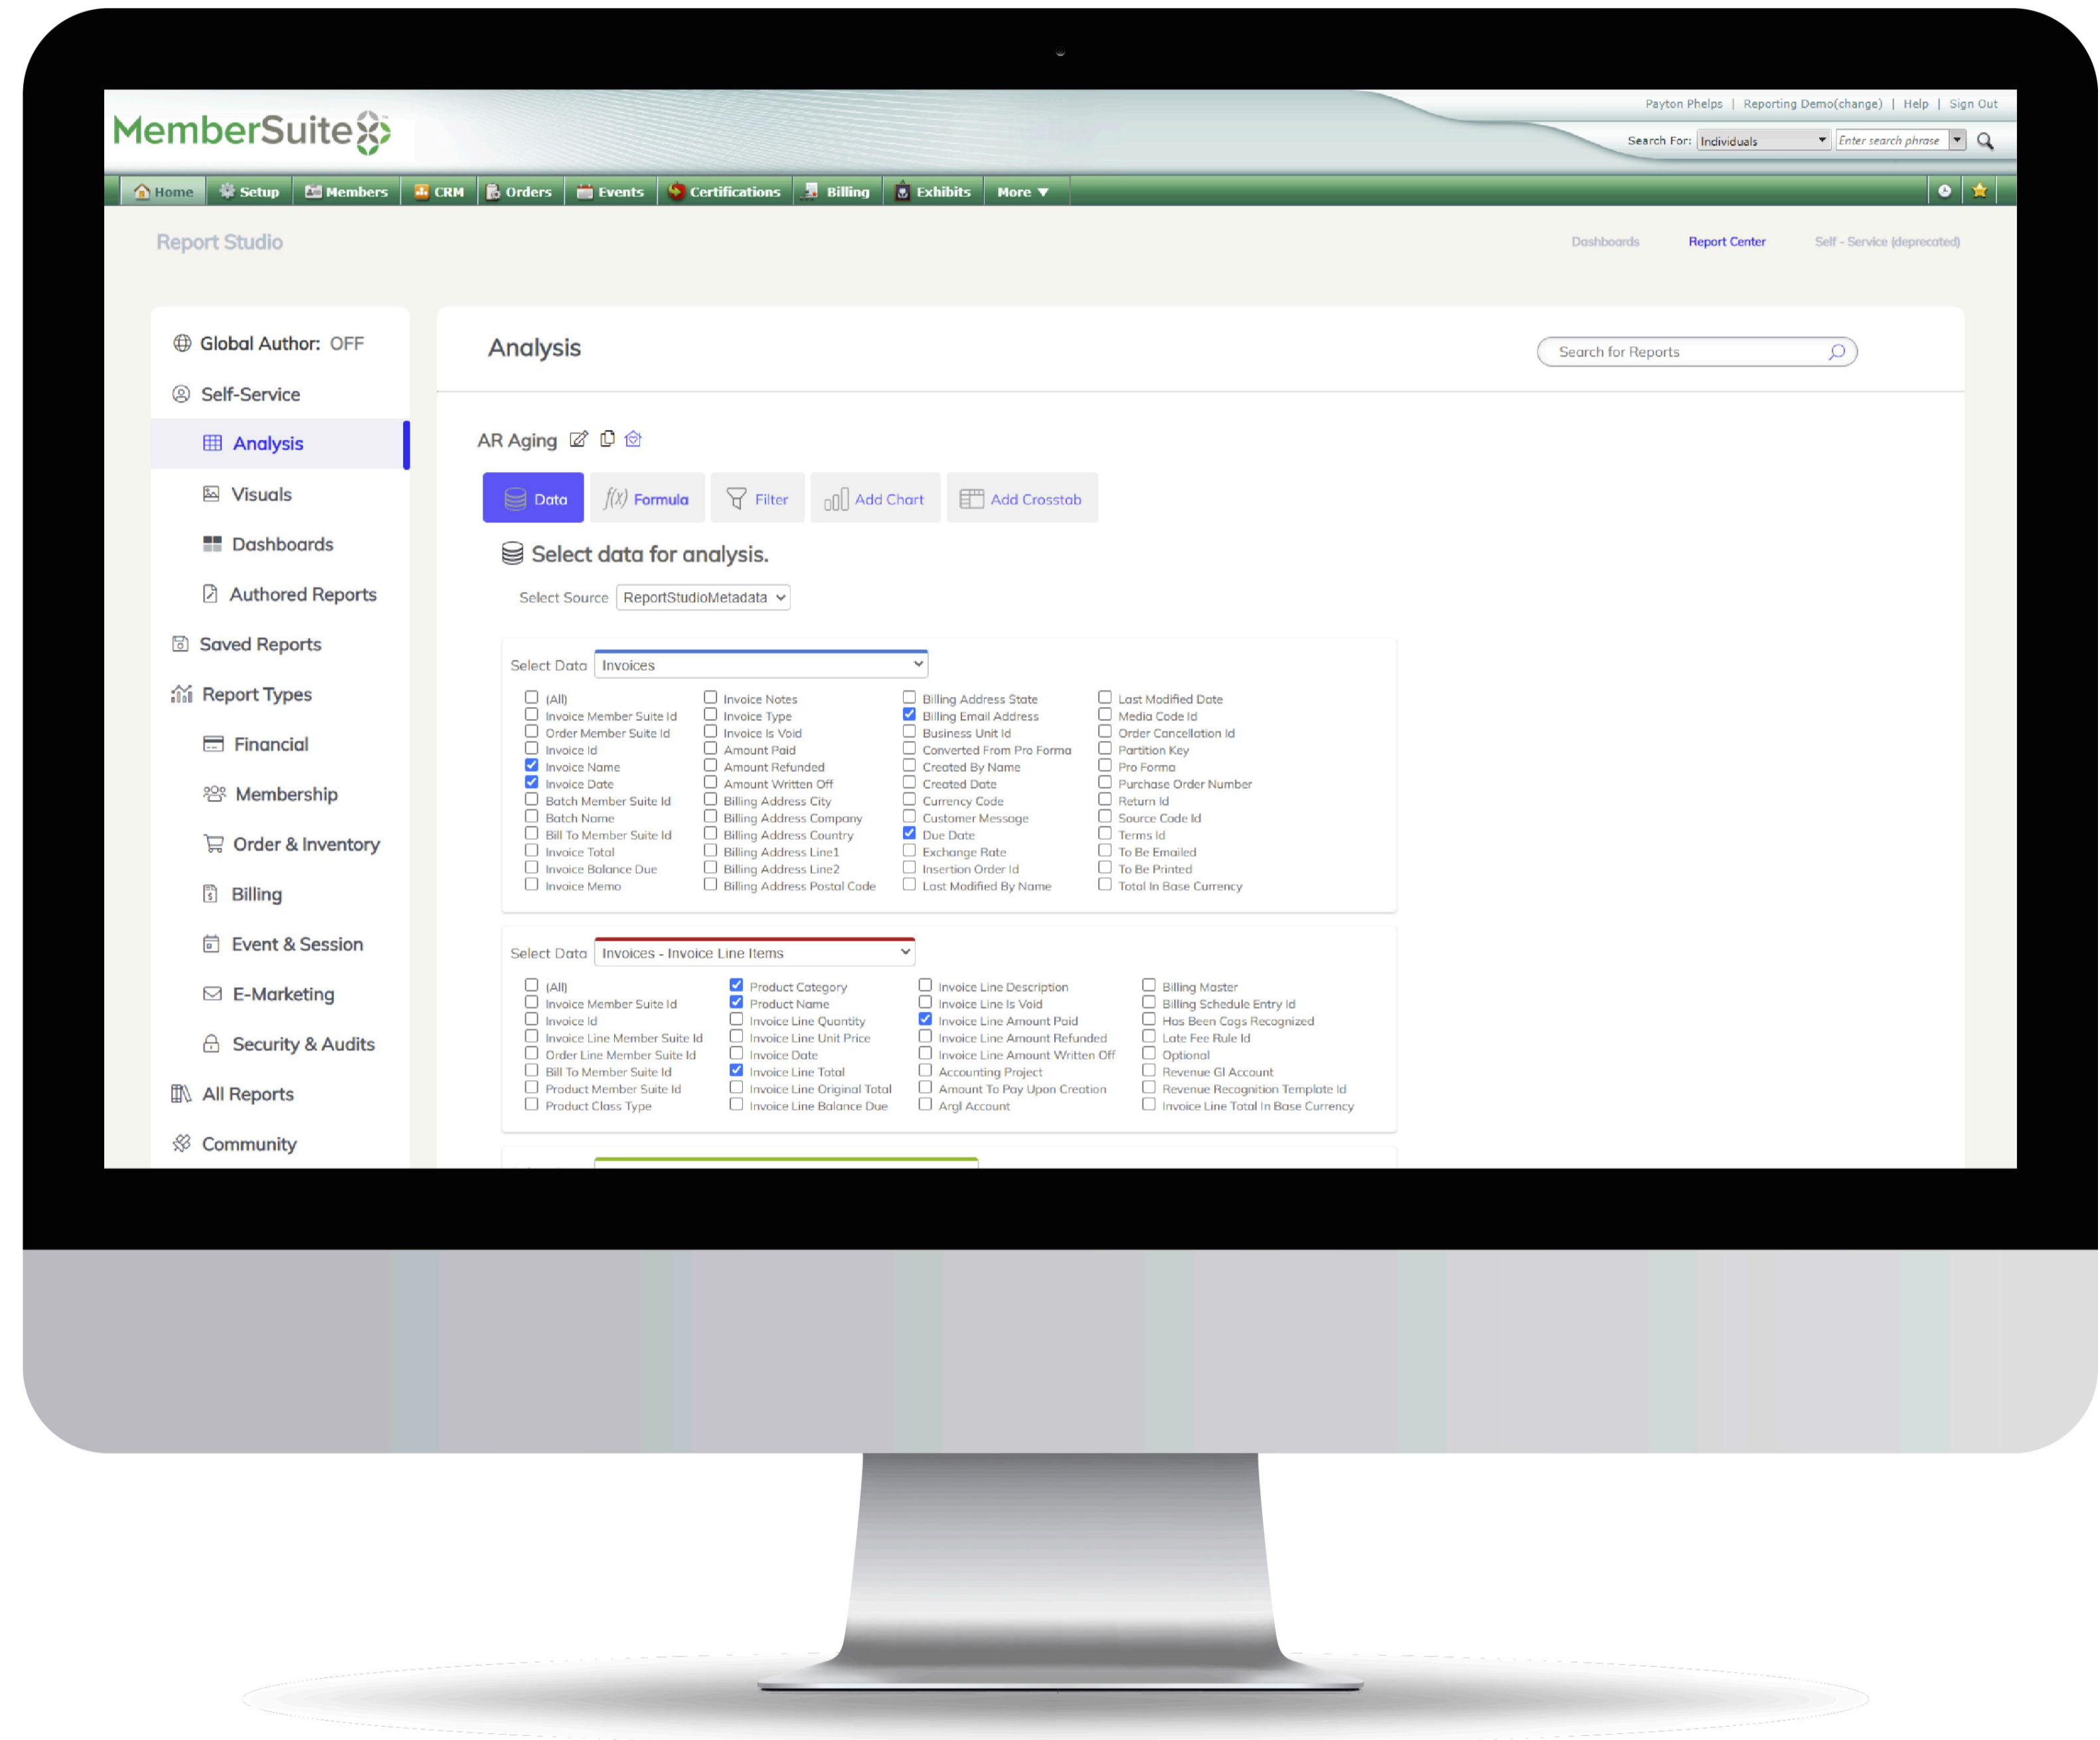 MemberSuite
Payton Phelps | Reporting Demo(change) | Help | Sign Out
Search For: Individuals Enter search phrase
Home Setup Members CRM Orders Events Certifications Billing Exhibits More ▼
Report Studio
Dashboards Report Center Self - Service (deprecated)
Global Author: OFF
Self-Service
Analysis
Visuals
Dashboards
Authored Reports
Saved Reports
Report Types
Financial
Membership
Order & Inventory
Billing
Event & Session
E-Marketing
Security & Audits
All Reports
Community
Analysis
Search for Reports
AR Aging
Data f(x) Formula Filter Add Chart Add Crosstab
Select data for analysis.
Select Source ReportStudioMetadata
Select Data Invoices
(All)
Invoice Member Suite Id
Order Member Suite Id
Invoice Id
Invoice Name
Invoice Date
Batch Member Suite Id
Batch Name
Bill To Member Suite Id
Invoice Total
Invoice Balance Due
Invoice Memo
Invoice Notes
Invoice Type
Invoice Is Void
Amount Paid
Amount Refunded
Amount Written Off
Billing Address City
Billing Address Company
Billing Address Country
Billing Address Line1
Billing Address Line2
Billing Address Postal Code
Billing Address State
Billing Email Address
Business Unit Id
Converted From Pro Forma
Created By Name
Created Date
Currency Code
Customer Message
Due Date
Exchange Rate
Insertion Order Id
Last Modified By Name
Last Modified Date
Media Code Id
Order Cancellation Id
Partition Key
Pro Forma
Purchase Order Number
Return Id
Source Code Id
Terms Id
To Be Emailed
To Be Printed
Total In Base Currency
Select Data Invoices - Invoice Line Items
(All)
Invoice Member Suite Id
Invoice Id
Invoice Line Member Suite Id
Order Line Member Suite Id
Bill To Member Suite Id
Product Member Suite Id
Product Class Type
Product Category
Product Name
Invoice Line Quantity
Invoice Line Unit Price
Invoice Date
Invoice Line Total
Invoice Line Original Total
Invoice Line Balance Due
Invoice Line Description
Invoice Line Is Void
Invoice Line Amount Paid
Invoice Line Amount Refunded
Invoice Line Amount Written Off
Accounting Project
Amount To Pay Upon Creation
Argl Account
Billing Master
Billing Schedule Entry Id
Has Been Cogs Recognized
Late Fee Rule Id
Optional
Revenue Gl Account
Revenue Recognition Template Id
Invoice Line Total In Base Currency